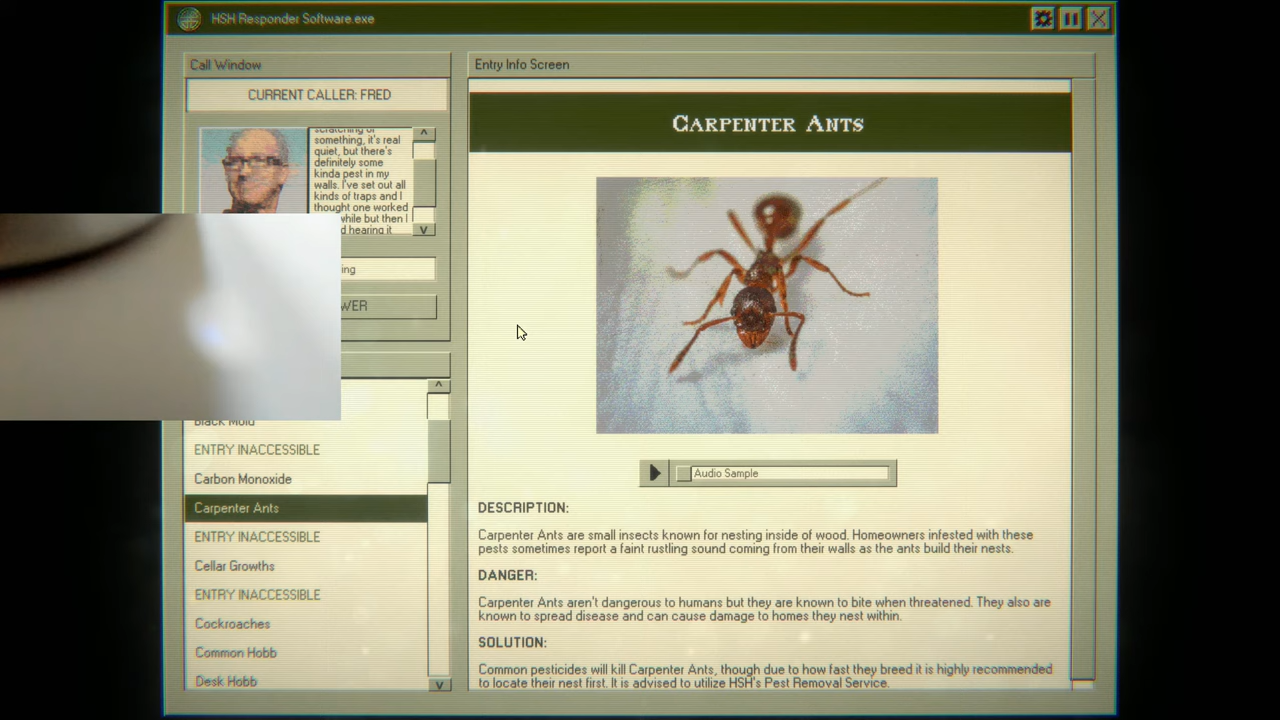 HSH Responder Software.exe
Call Window
CURRENT CALLER: FRED
scratching or
something, it's real
quiet, but there's
definitely some
kinda pest in my
walls. I've set out all
kinds of traps and I
thought one worked
while but then I
hearing it
Entry Info Screen
CARPENTER ANTS
Audio Sample
DESCRIPTION:
Carpenter Ants are small insects known for nesting inside of wood. Homeowners infested with these
pests sometimes report a faint rustling sound coming from their walls as the ants build their nests.
DANGER:
Carpenter Ants aren't dangerous to humans but they are known to bite when threatened. They also are
known to spread disease and can cause damage to homes they nest within.
SOLUTION:
Common pesticides will kill Carpenter Ants, though due to how fast they breed it is highly recommended
to locate their nest first. It is advised to utilize HSH's Pest Removal Service.
Black Mold
ENTRY INACCESSIBLE
Carbon Monoxide
Carpenter Ants
ENTRY INACCESSIBLE
Cellar Growths
ENTRY INACCESSIBLE
Cockroaches
Common Hobb
Desk Hobb